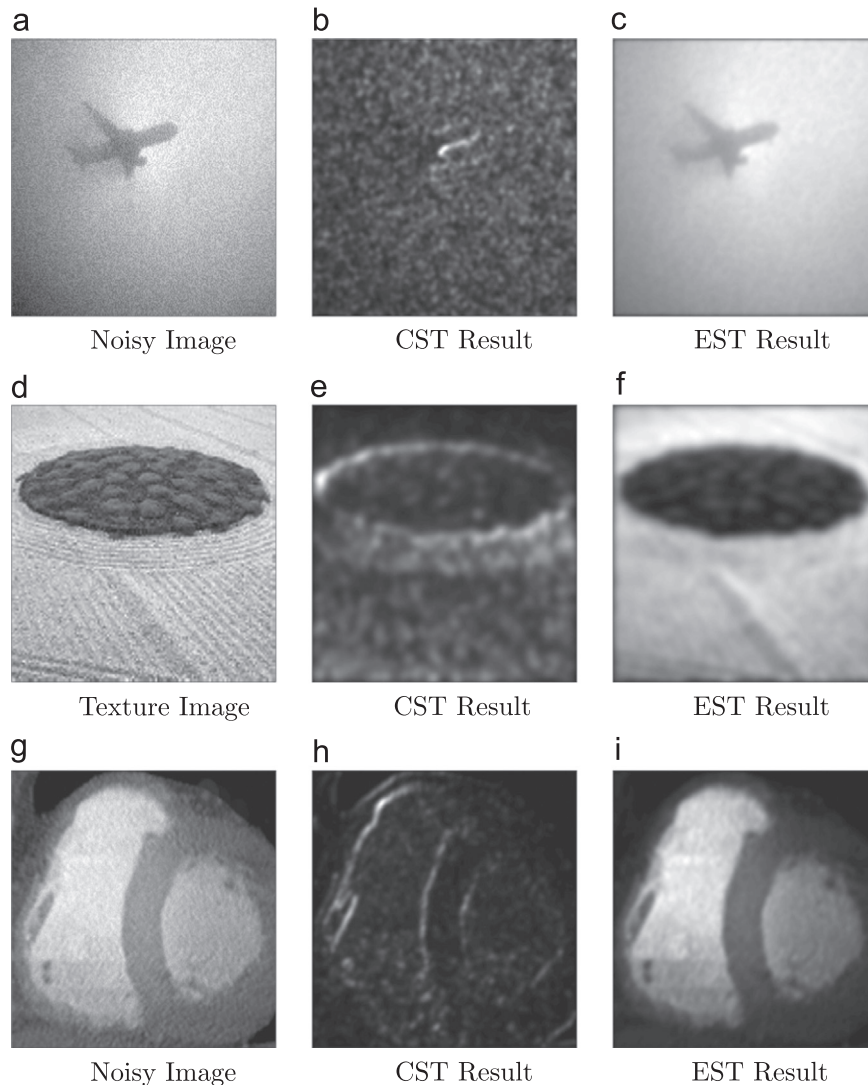 a b c
Noisy Image CST Result EST Result
d e f
Texture Image CST Result EST Result
g h i
Noisy Image CST Result EST Result